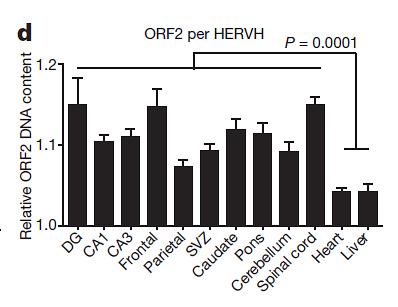 d
ORF2 per HERVH
P = 0.0001
Relative ORF2 DNA content
1.2
1.1
1.0
DG
CA1
CA3
Frontal
Parietal
SVZ
Caudate
Pons
Cerebellum
Spinal cord
Heart
Liver